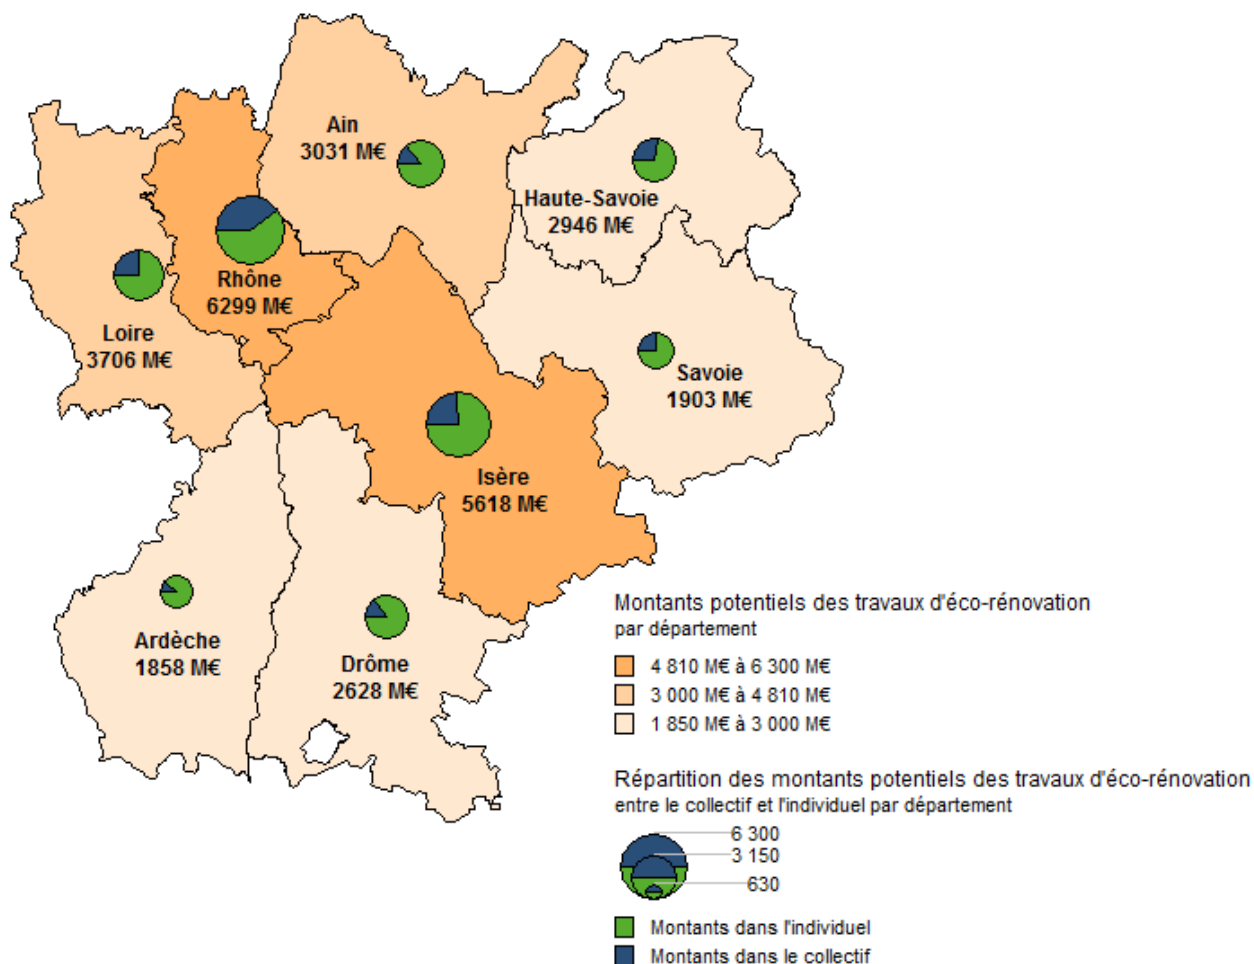 Ain
3031 M€
Haute-Savoie
2946 M€
Rhône
6299 M€
Loire
3706 M€
Savoie
1903 M€
Isère
5618 M€
Ardèche
1858 M€
Drôme
2628 M€
Montants potentiels des travaux d'éco-rénovation
par département
4 810 M€ à 6 300 M€
3 000 M€ à 4 810 M€
1 850 M€ à 3 000 M€
Répartition des montants potentiels des travaux d'éco-rénovation
entre le collectif et l'individuel par département
6 300
3 150
630
Montants dans l'individuel
Montants dans le collectif